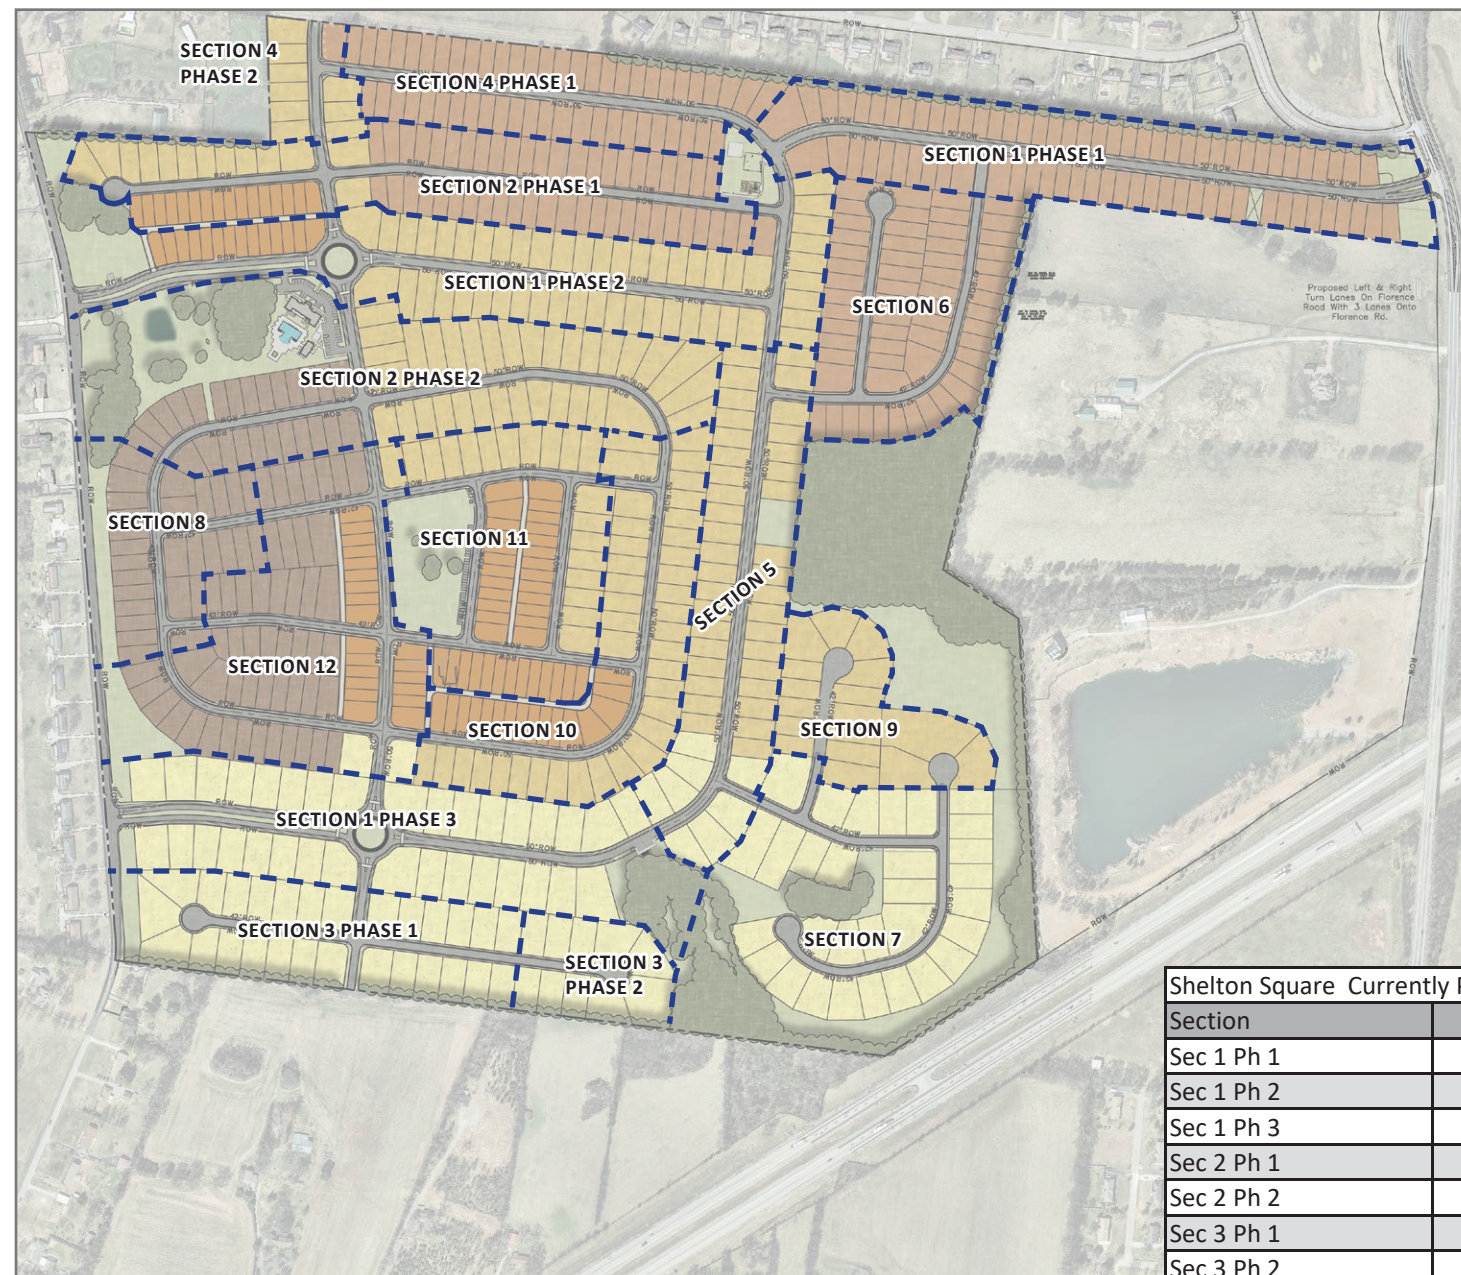 SECTION 4
PHASE 2
SECTION 4 PHASE 1
SECTION 1 PHASE 1
SECTION 2 PHASE 1
SECTION 1 PHASE 2
SECTION 6
Proposed Left & Right
Turn Lanes On Florence
Road With 3 Lanes Onto
Florence Rd.
SECTION 2 PHASE 2
SECTION 8
SECTION 11
SECTION 5
SECTION 12
SECTION 10
SECTION 9
SECTION 1 PHASE 3
SECTION 3 PHASE 1
SECTION 7
SECTION 3
PHASE 2
ROW
50'ROW
42'ROW
Shelton Square Currently
Section
Sec 1 Ph 1
Sec 1 Ph 2
Sec 1 Ph 3
Sec 2 Ph 1
Sec 2 Ph 2
Sec 3 Ph 1
Sec 3 Ph 2